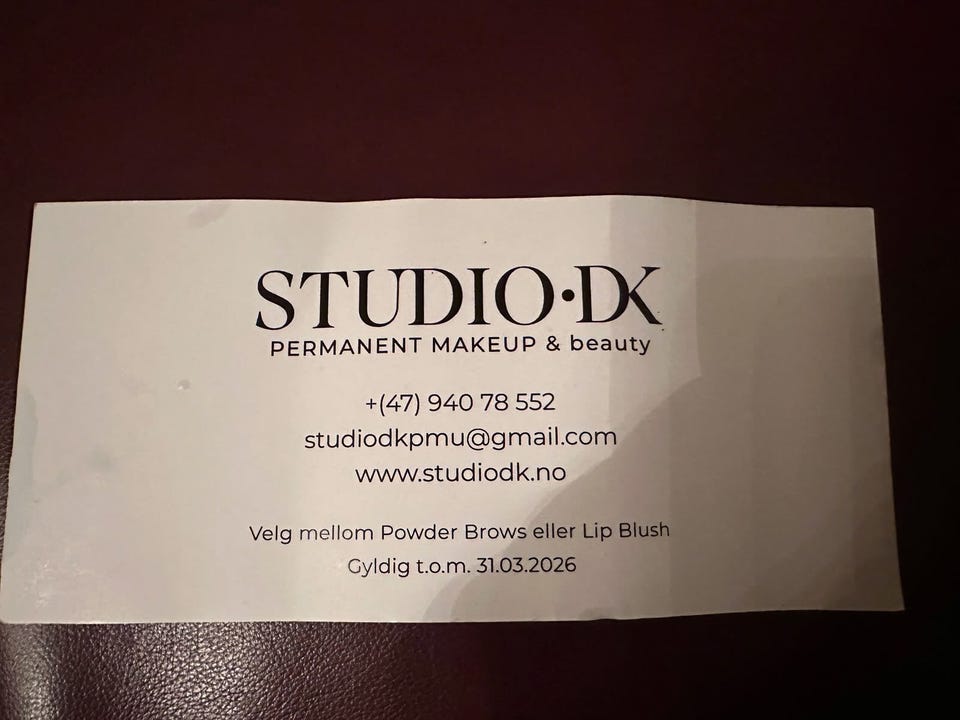 STUDIO·DK
PERMANENT MAKEUP & beauty
+(47) 940 78 552
studiodkpmu@gmail.com
www.studiodk.no
Velg mellom Powder Brows eller Lip Blush
Gyldig t.o.m. 31.03.2026